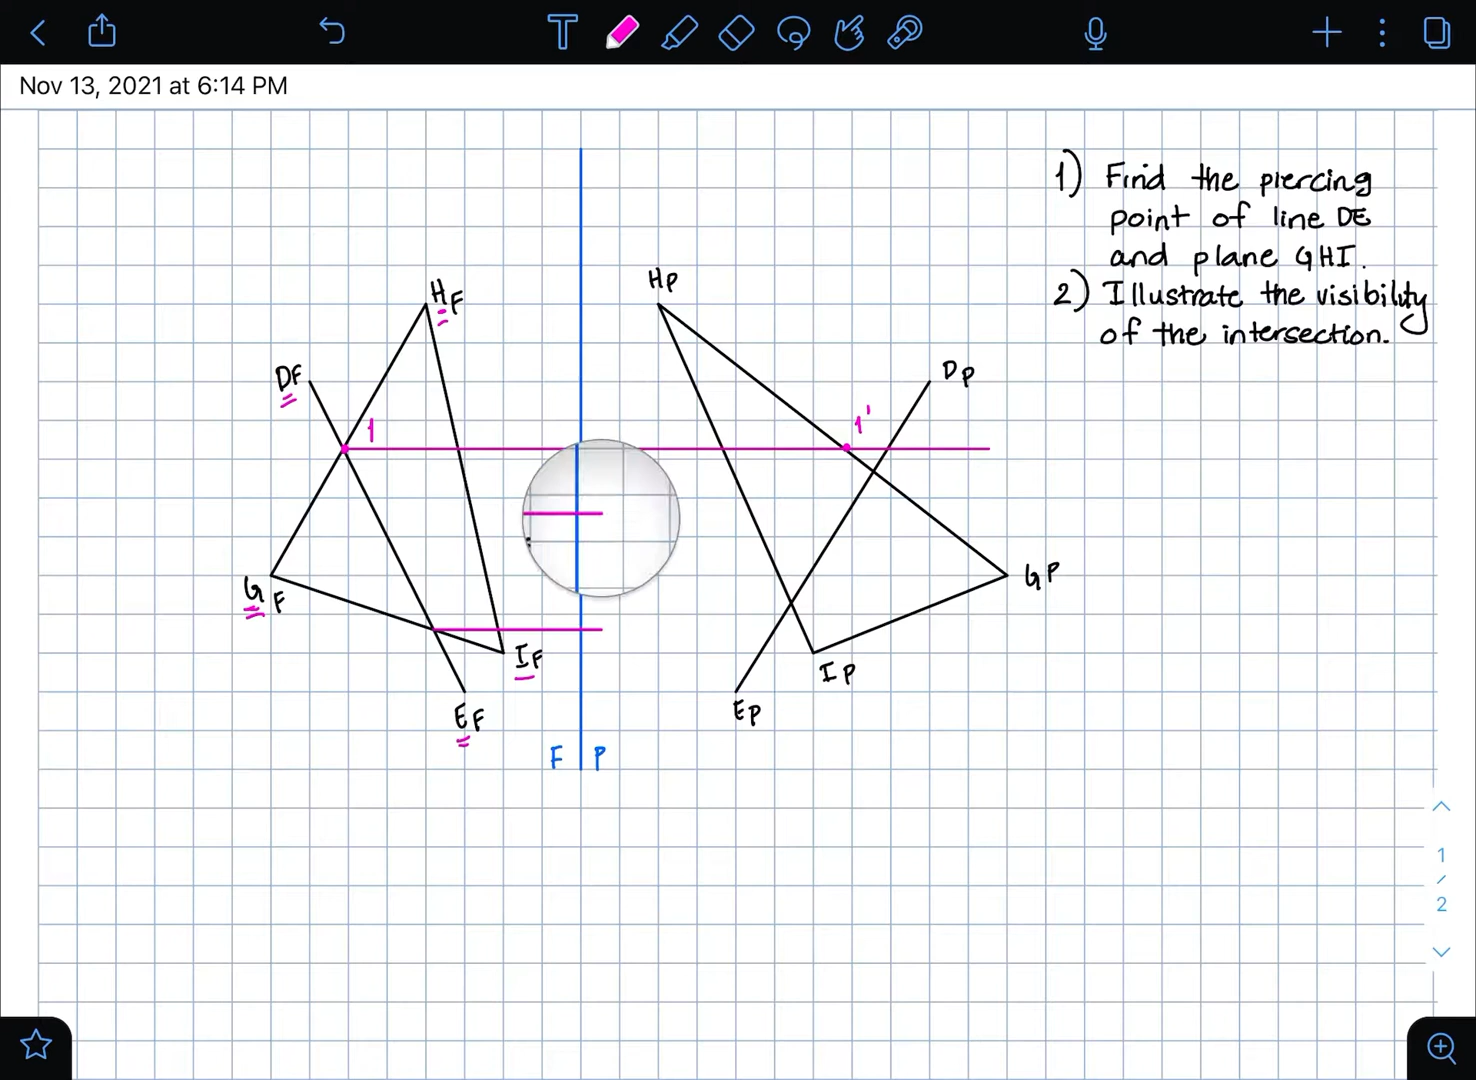 T
Nov 13, 2021 at 6:14 PM
1) Find the piercing
point of line DE
and plane GHI.
2) Illustrate the visibility
of the intersection.
HF
HP
DF
DP
1
1'
GF
GP
IF
IP
EF
EP
F P
1
/
2